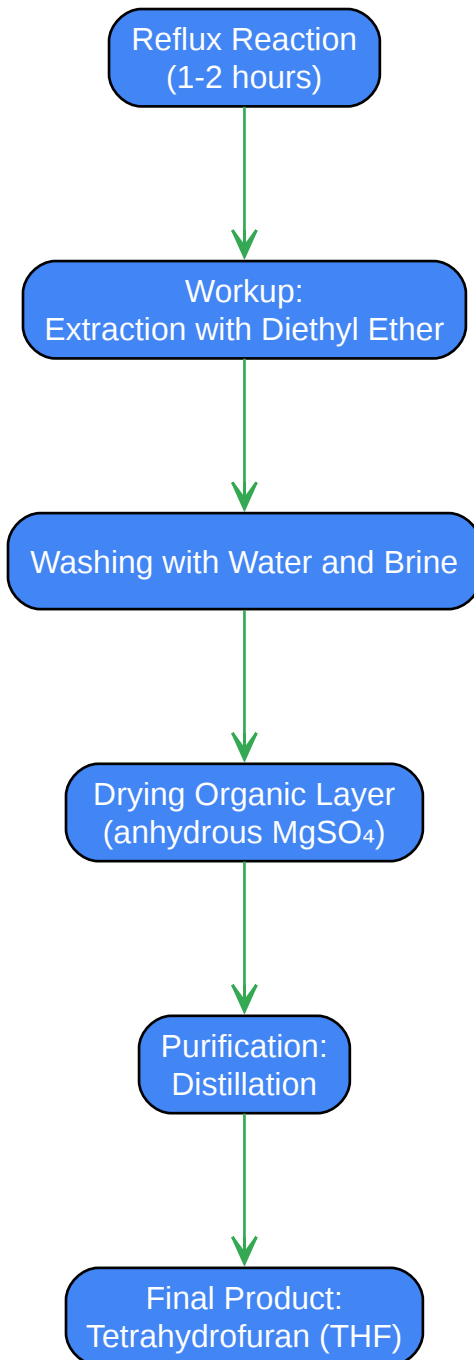 Reflux Reaction
(1-2 hours)
Workup:
Extraction with Diethyl Ether
Washing with Water and Brine
Drying Organic Layer
(anhydrous MgSO₄)
Purification:
Distillation
Final Product:
Tetrahydrofuran (THF)